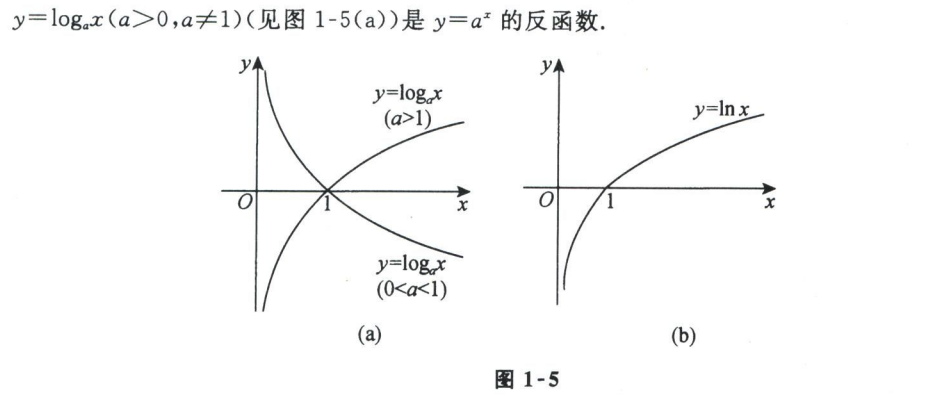 y=logₐx(a>0,a≠1)(见图 1-5(a))是 y=aˣ 的反函数.
y
y=logₐx
(a>1)
O
1
x
y=logₐx
(0<a<1)
(a)
y
y=ln x
O
1
x
(b)
图 1-5